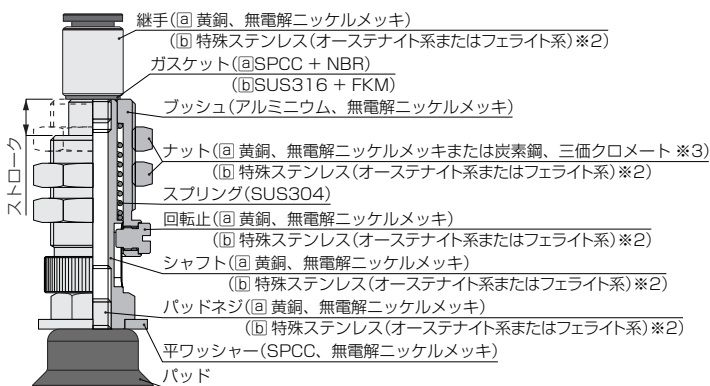 継手(ⓐ 黄銅、無電解ニッケルメッキ)
(ⓑ 特殊ステンレス(オーステナイト系またはフェライト系)※2)
ガスケット(ⓐSPCC + NBR)
(ⓑSUS316 + FKM)
ブッシュ(アルミニウム、無電解ニッケルメッキ)
ナット(ⓐ 黄銅、無電解ニッケルメッキまたは炭素鋼、三価クロメート ※3)
(ⓑ 特殊ステンレス(オーステナイト系またはフェライト系)※2)
スプリング(SUS304)
回転止(ⓐ 黄銅、無電解ニッケルメッキ)
(ⓑ 特殊ステンレス(オーステナイト系またはフェライト系)※2)
シャフト(ⓐ 黄銅、無電解ニッケルメッキ)
(ⓑ 特殊ステンレス(オーステナイト系またはフェライト系)※2)
パッドネジ(ⓐ 黄銅、無電解ニッケルメッキ)
(ⓑ 特殊ステンレス(オーステナイト系またはフェライト系)※2)
平ワッシャー(SPCC、無電解ニッケルメッキ)
パッド
ストローク